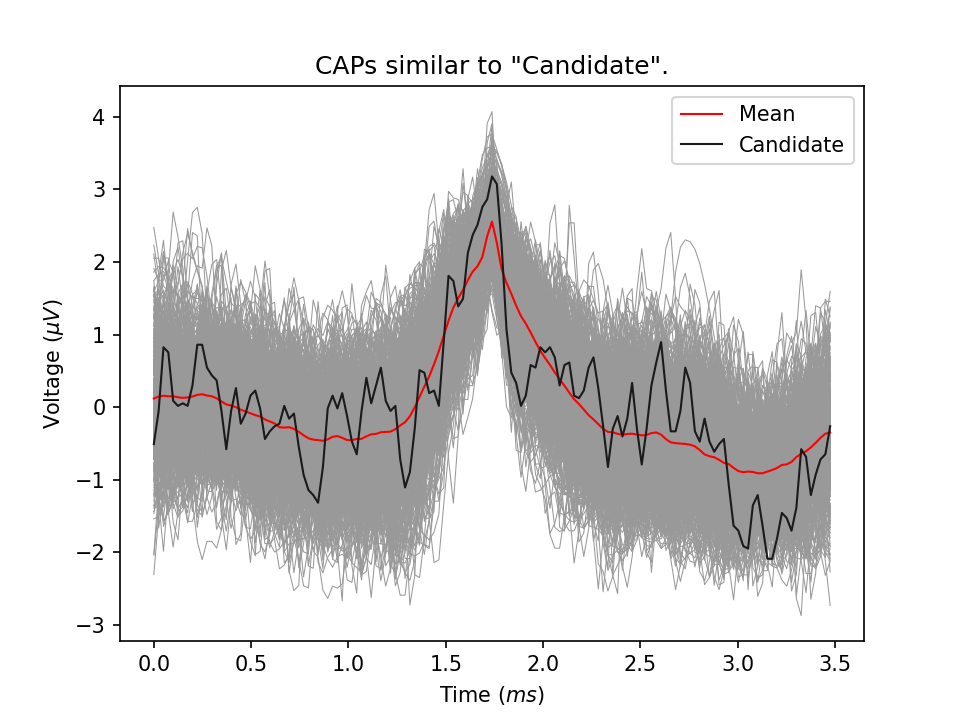 CAPs similar to "Candidate".
Mean
Candidate
4
3
2
1
0
−1
−2
−3
Voltage (μV)
0.0 0.5 1.0 1.5 2.0 2.5 3.0 3.5
Time (ms)